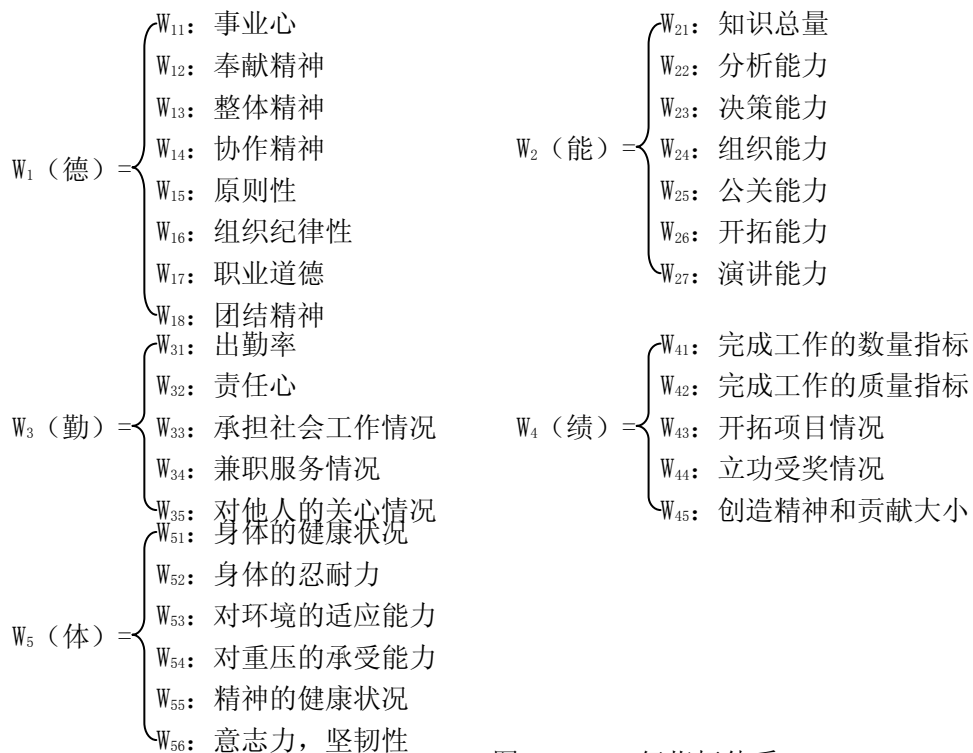 W₁（德）=
W₁₁：事业心
W₁₂：奉献精神
W₁₃：整体精神
W₁₄：协作精神
W₁₅：原则性
W₁₆：组织纪律性
W₁₇：职业道德
W₁₈：团结精神
W₂（能）=
W₂₁：知识总量
W₂₂：分析能力
W₂₃：决策能力
W₂₄：组织能力
W₂₅：公关能力
W₂₆：开拓能力
W₂₇：演讲能力
W₃（勤）=
W₃₁：出勤率
W₃₂：责任心
W₃₃：承担社会工作情况
W₃₄：兼职服务情况
W₃₅：对他人的关心情况
W₄（绩）=
W₄₁：完成工作的数量指标
W₄₂：完成工作的质量指标
W₄₃：开拓项目情况
W₄₄：立功受奖情况
W₄₅：创造精神和贡献大小
W₅（体）=
W₅₁：身体的健康状况
W₅₂：身体的忍耐力
W₅₃：对环境的适应能力
W₅₄：对重压的承受能力
W₅₅：精神的健康状况
W₅₆：意志力，坚韧性